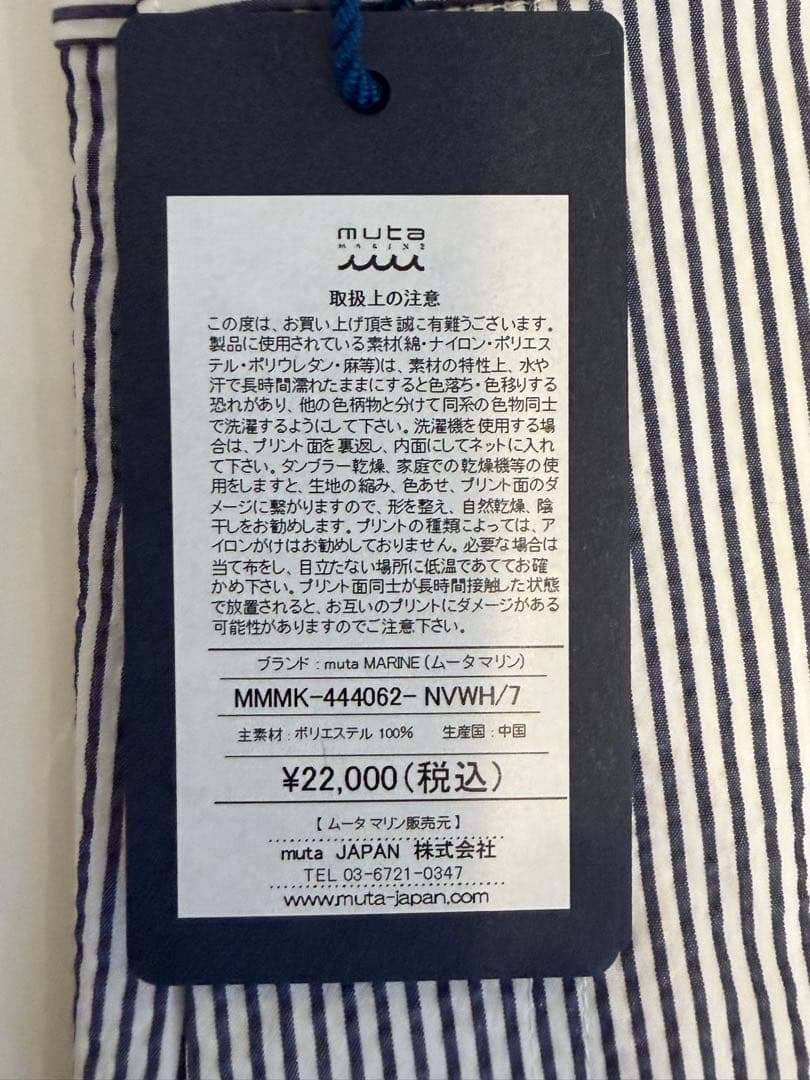 muta
MARINE
取扱上の注意
この度は、お買い上げ頂き誠に有難うございます。
製品に使用されている素材(綿・ナイロン・ポリエス
テル・ポリウレタン・麻等)は、素材の特性上、水や
汗で長時間濡れたままにすると色落ち・色移りする
恐れがあり、他の色柄物と分けて同系の色物同士
で洗濯するようにして下さい。洗濯機を使用する場
合は、プリント面を裏返し、内面にしてネットに入れ
て下さい。タンブラー乾燥、家庭での乾燥機等の使
用をしますと、生地の縮み、色あせ、プリント面のダ
メージに繋がりますので、形を整え、自然乾燥、陰
干しをお勧めします。プリントの種類によっては、ア
イロンがけはお勧めしておりません。必要な場合は
当て布をし、目立たない場所に低温であててお確
かめ下さい。プリント面同士が長時間接触した状態
で放置されると、お互いのプリントにダメージがある
可能性がありますのでご注意下さい。
ブランド : muta MARINE (ムータ マリン)
MMMK-444062- NVWH/7
主素材 : ポリエステル 100% 生産国 : 中国
¥22,000(税込)
【 ムータ マリン販売元 】
muta JAPAN 株式会社
TEL 03-6721-0347
www.muta-japan.com